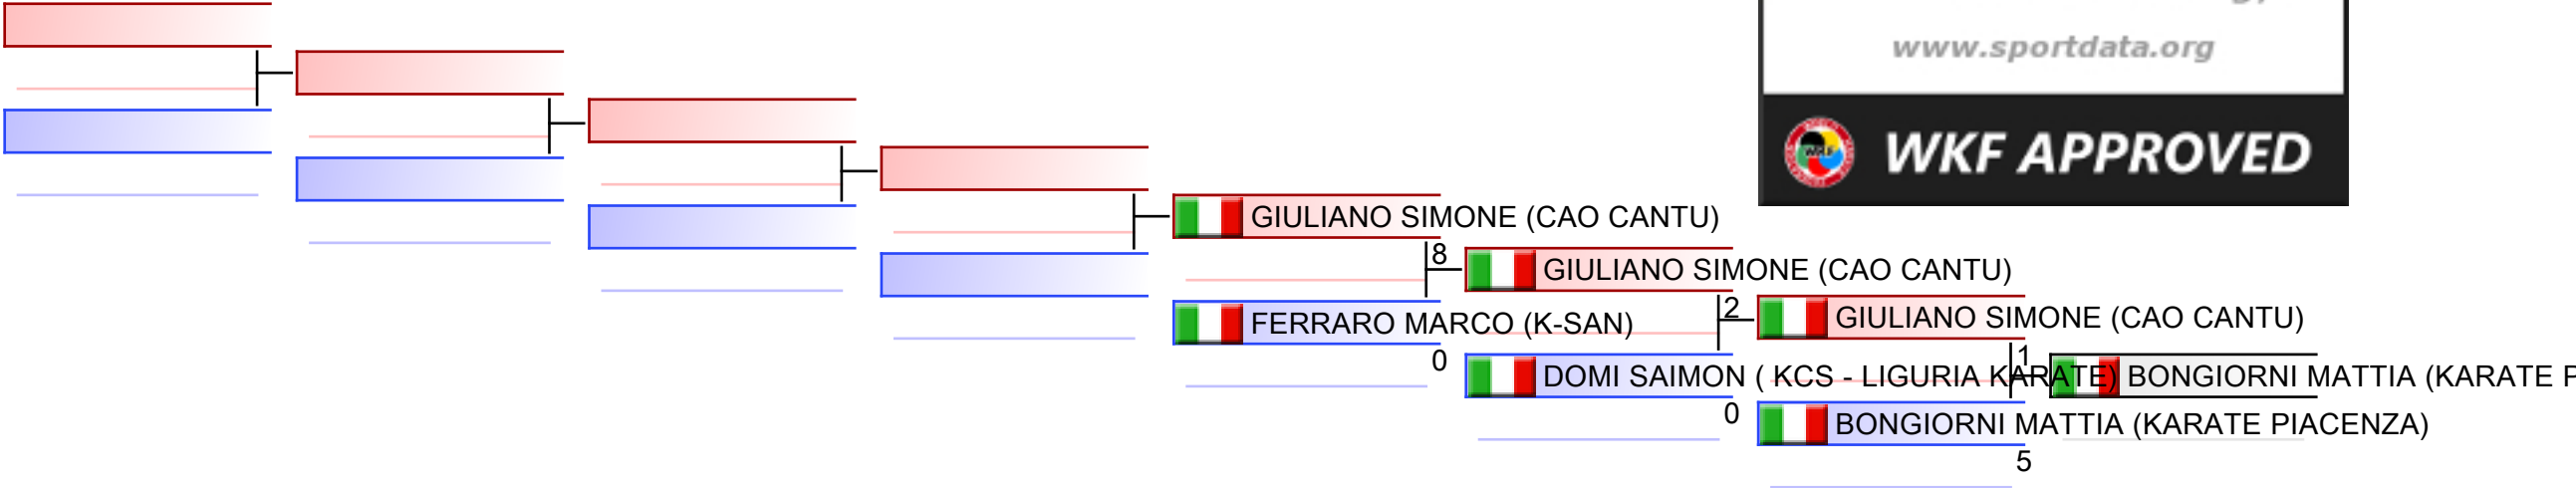 www.sportdata.org
WKF APPROVED
GIULIANO SIMONE (CAO CANTU)
8
GIULIANO SIMONE (CAO CANTU)
FERRARO MARCO (K-SAN)
0
2
GIULIANO SIMONE (CAO CANTU)
DOMI SAIMON ( KCS - LIGURIA KARATE)
0
1
BONGIORNI MATTIA (KARATE P
BONGIORNI MATTIA (KARATE PIACENZA)
5